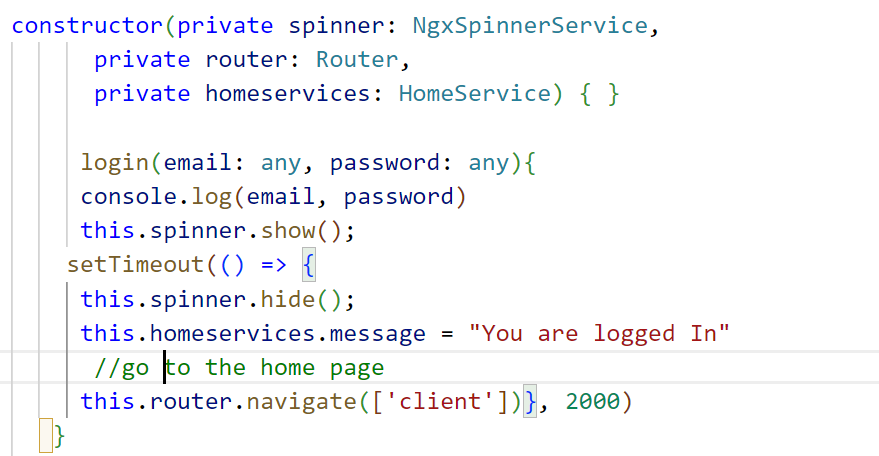 constructor(private spinner: NgxSpinnerService,
private router: Router,
private homeservices: HomeService) { }
login(email: any, password: any){
console.log(email, password)
this.spinner.show();
setTimeout(() => {
this.spinner.hide();
this.homeservices.message = "You are logged In"
//go to the home page
this.router.navigate(['client'])}, 2000)
}